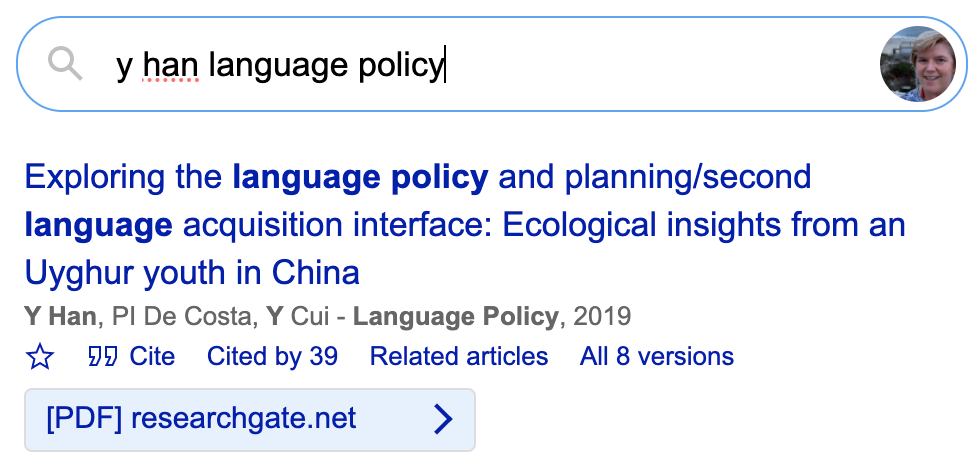 y han language policy
Exploring the language policy and planning/second
language acquisition interface: Ecological insights from an
Uyghur youth in China
Y Han, PI De Costa, Y Cui - Language Policy, 2019
Cite Cited by 39 Related articles All 8 versions
[PDF] researchgate.net